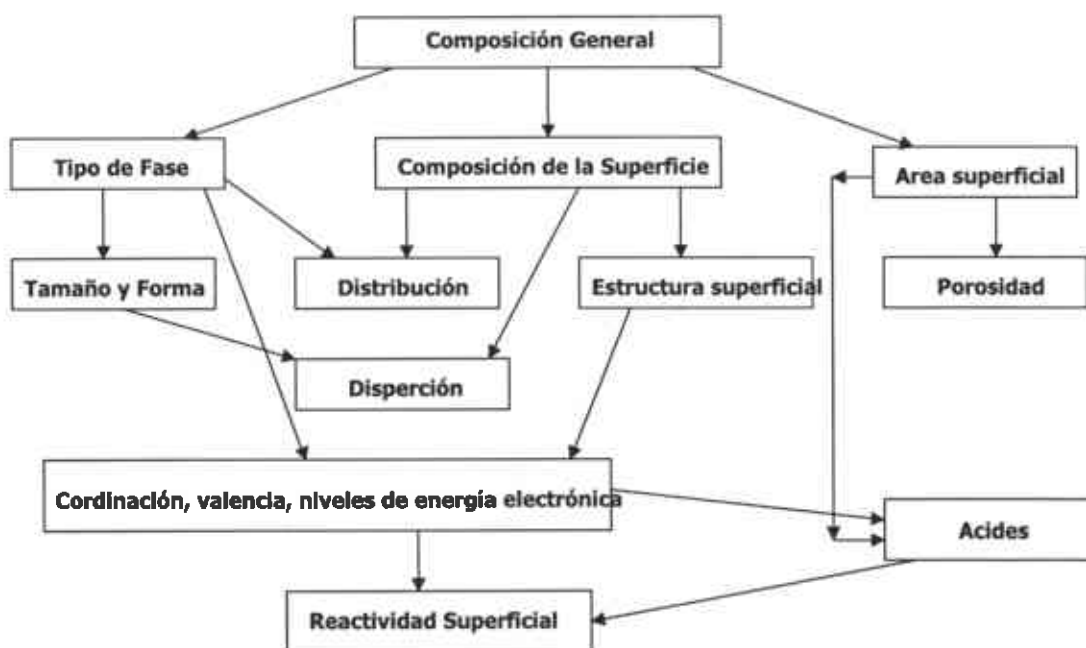 Composición General
Tipo de Fase
Composición de la Superficie
Area superficial
Tamaño y Forma
Distribución
Estructura superficial
Porosidad
Disperción
Cordinación, valencia, niveles de energía electrónica
Acides
Reactividad Superficial